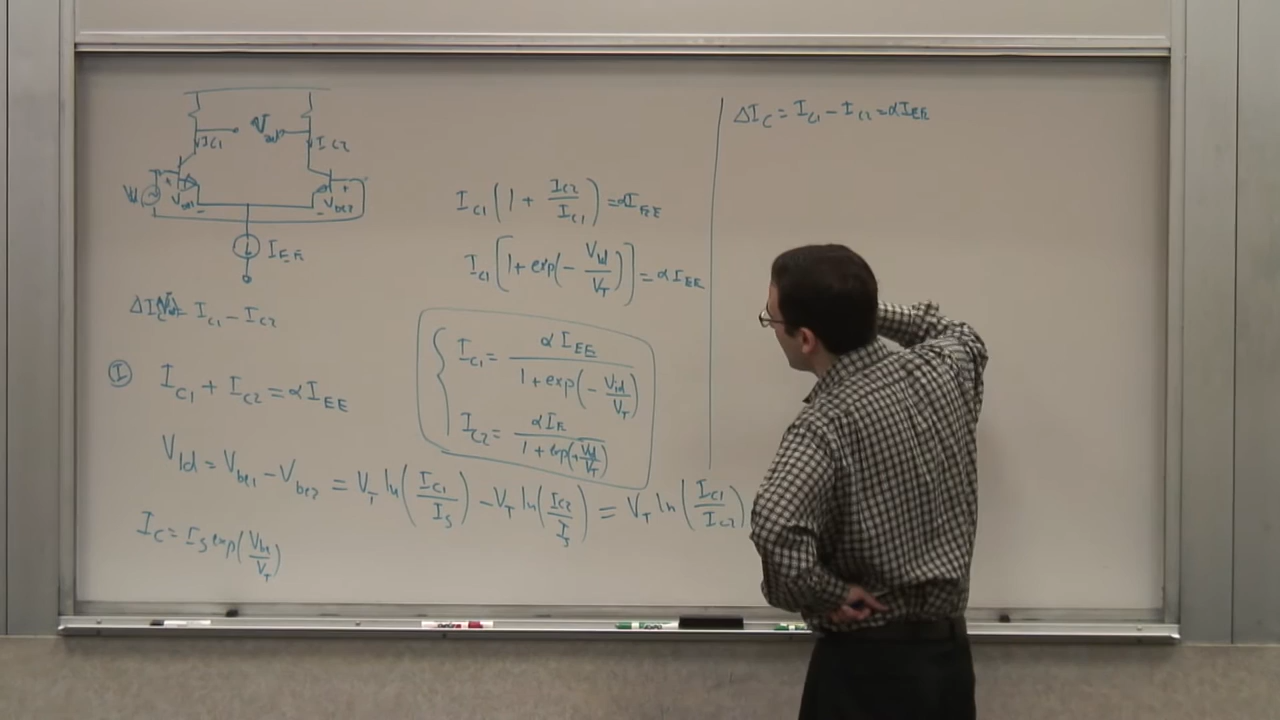 I_C1 I_C2
V_be1 V_be2
I_EE
ΔI_C = I_C1 - I_C2
Ⓘ I_C1 + I_C2 = αI_EE
V_id = V_be1 - V_be2 = V_T ln(I_C1/I_S) - V_T ln(I_C2/I_S) = V_T ln(I_C1/I_C2)
I_C = I_S exp(V_be/V_T)
I_C1 (1 + I_C2/I_C1) = αI_EE
I_C1 [1 + exp(- V_id/V_T)] = αI_EE
I_C1 = αI_EE / (1 + exp(- V_id/V_T))
I_C2 = αI_EE / (1 + exp(+ V_id/V_T))
ΔI_C = I_C1 - I_C2 = αI_EE